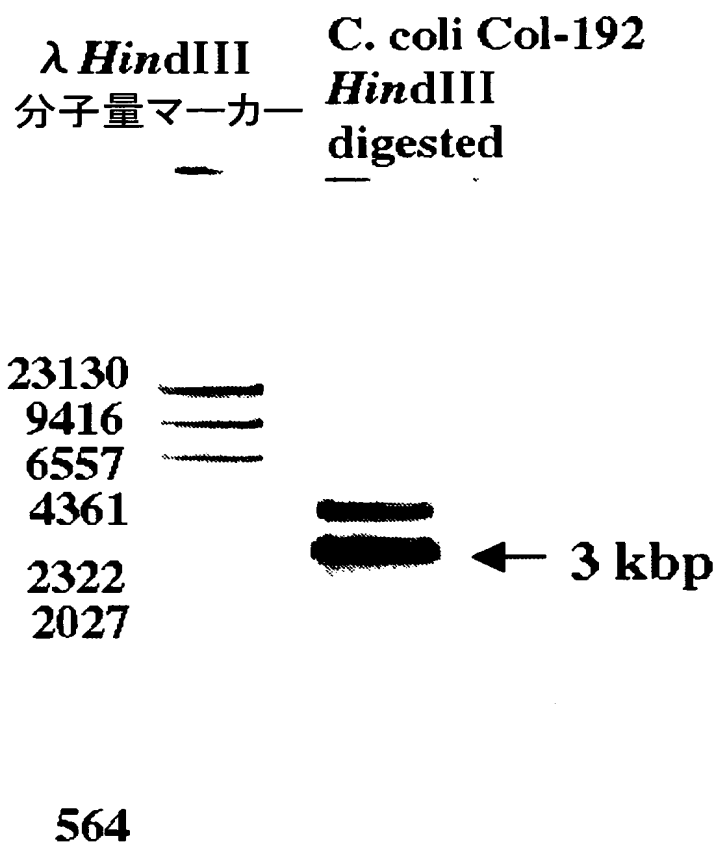 λ HindIII
分子量マーカー
C. coli Col-192
HindIII
digested
23130
9416
6557
4361
2322
2027
564
3 kbp